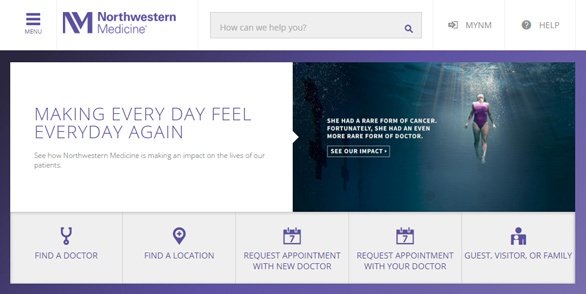 MENU
Northwestern
Medicine®
How can we help you?
MYNM
HELP
MAKING EVERY DAY FEEL
EVERYDAY AGAIN
See how Northwestern Medicine is making an impact on the lives of our
patients.
SHE HAD A RARE FORM OF CANCER.
FORTUNATELY, SHE HAD AN EVEN
MORE RARE FORM OF DOCTOR.
SEE OUR IMPACT ›
FIND A DOCTOR
FIND A LOCATION
7
REQUEST APPOINTMENT
WITH NEW DOCTOR
7
REQUEST APPOINTMENT
WITH YOUR DOCTOR
GUEST, VISITOR, OR FAMILY